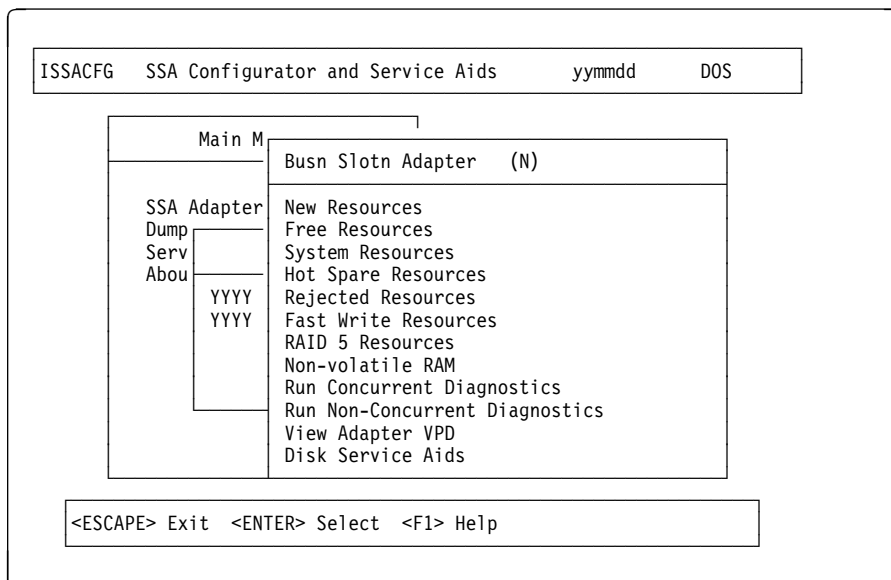 ISSACFG SSA Configurator and Service Aids yymmdd DOS
Main M
Busn Slotn Adapter (N)
SSA Adapter
Dump
Serv
Abou
YYYY
YYYY
New Resources
Free Resources
System Resources
Hot Spare Resources
Rejected Resources
Fast Write Resources
RAID 5 Resources
Non-volatile RAM
Run Concurrent Diagnostics
Run Non-Concurrent Diagnostics
View Adapter VPD
Disk Service Aids
<ESCAPE> Exit <ENTER> Select <F1> Help